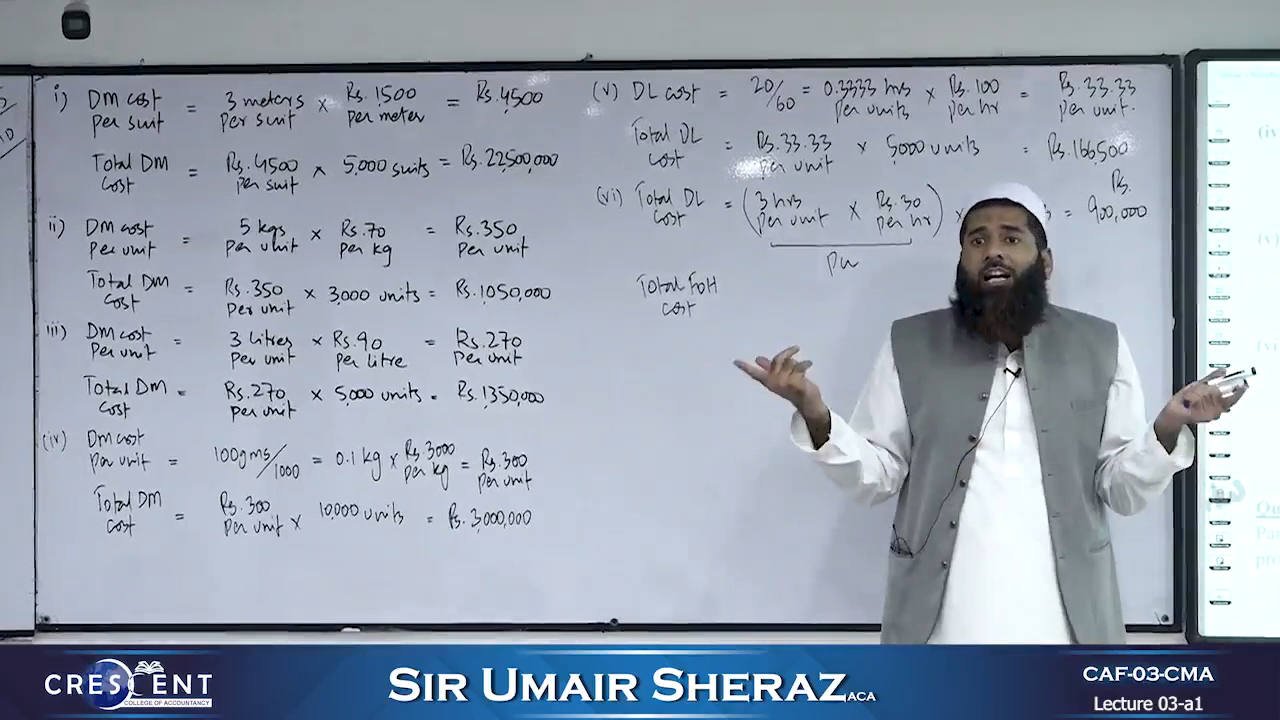 i) DM cost = 3 meters × Rs. 1500 = Rs. 4500
per suit per suit per meter
Total DM = Rs. 4500 × 5,000 suits = Rs. 22500,000
Cost per suit
ii) DM cost = 5 kgs × Rs. 70 = Rs. 350
per unit per unit per kg per unit
Total DM = Rs. 350 × 3000 units = Rs. 1050,000
Cost per unit
iii) DM cost = 3 Litres × Rs. 90 = Rs. 270
per unit per unit per litre per unit
Total DM = Rs. 270 × 5,000 units = Rs. 1350,000
Cost per unit
(iv) DM cost
per unit = 100gms/1000 = 0.1 kg × Rs. 3000 per kg = Rs. 300 per unit
Total DM = Rs. 300 × 10,000 units = Rs. 3000,000
cost per unit
(v) DL cost = 20/60 = 0.3333 hrs × Rs. 100 = Rs. 33.33
per units per hr per unit.
Total DL = Rs. 33.33 × 5,000 units = Rs. 166500
cost per unit
(vi) Total DL = (3 hrs × Rs. 30) × = Rs. 900,000
cost per unit per hr
pu
Total FOH
cost
CRESCENT
COLLEGE OF ACCOUNTANCY
SIR UMAIR SHERAZ ACA
CAF-03-CMA
Lecture 03-a1